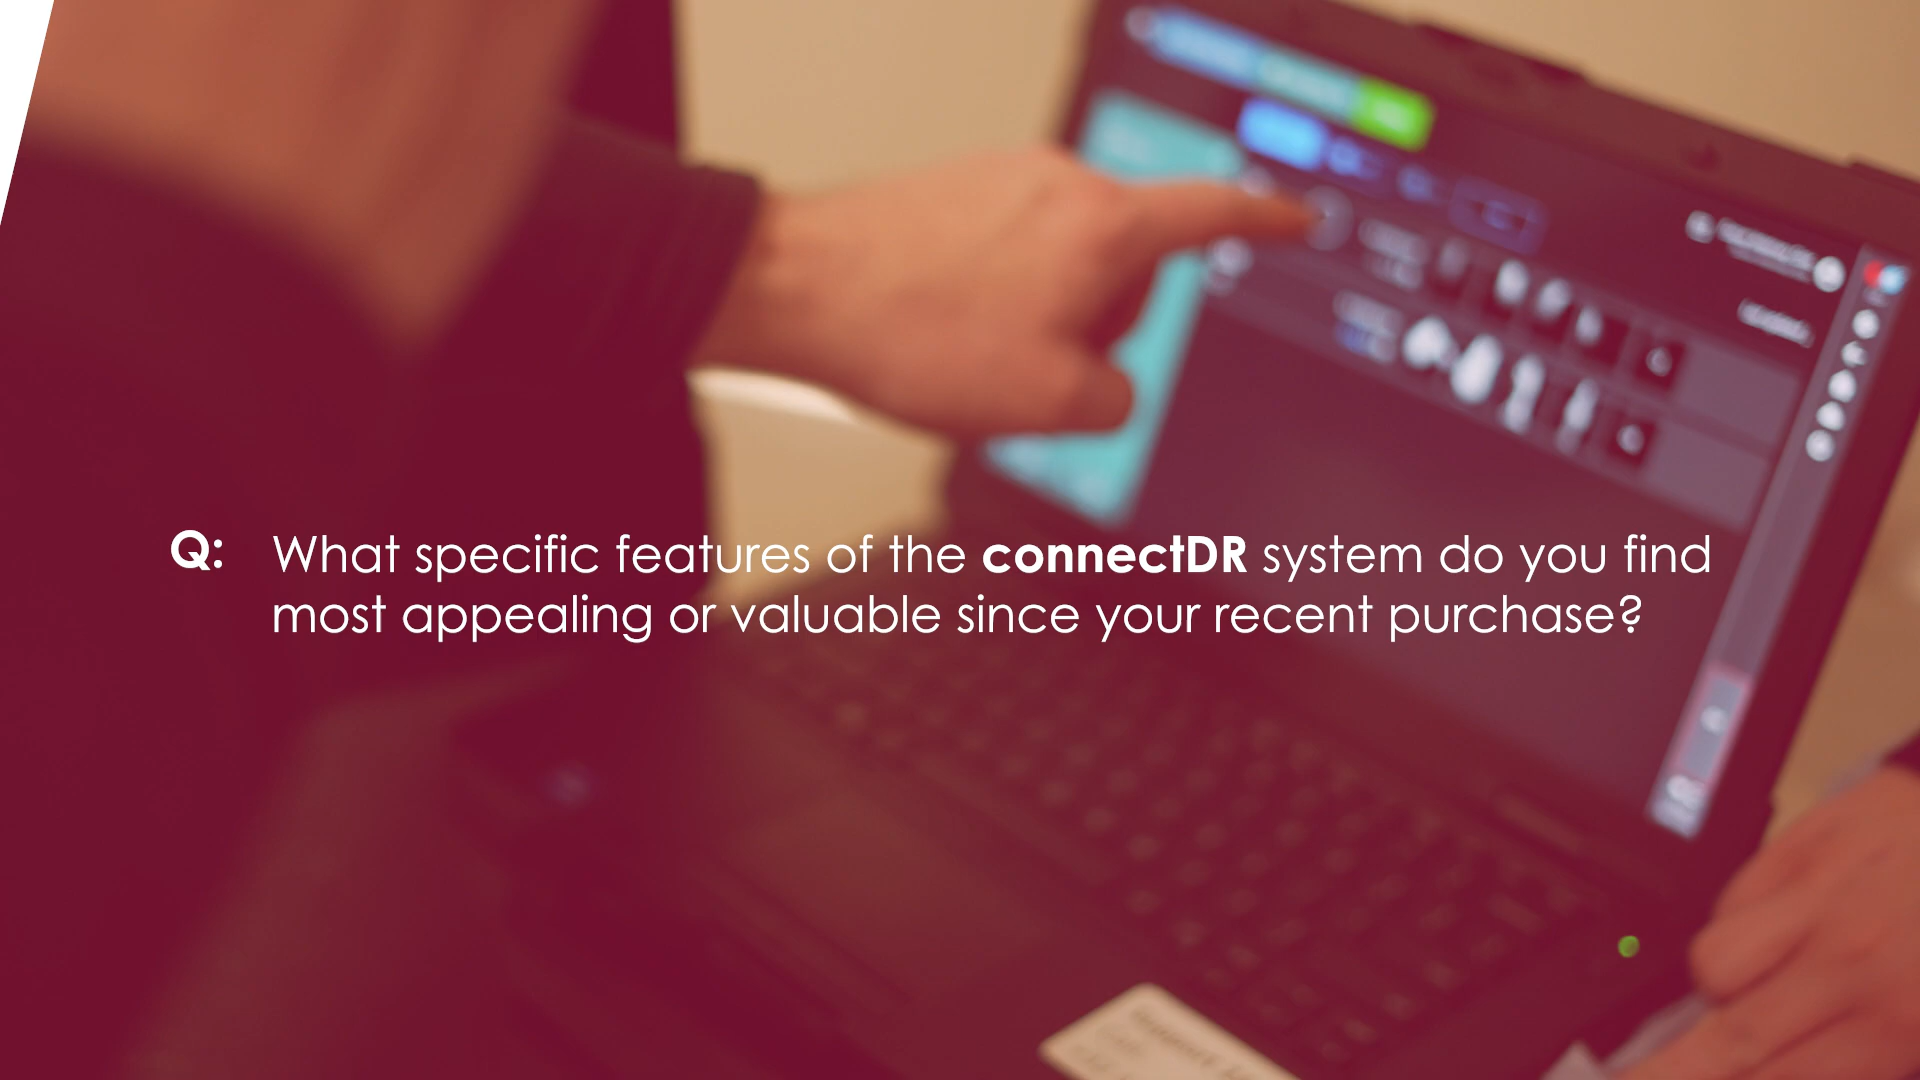 Q: What specific features of the connectDR system do you find
most appealing or valuable since your recent purchase?